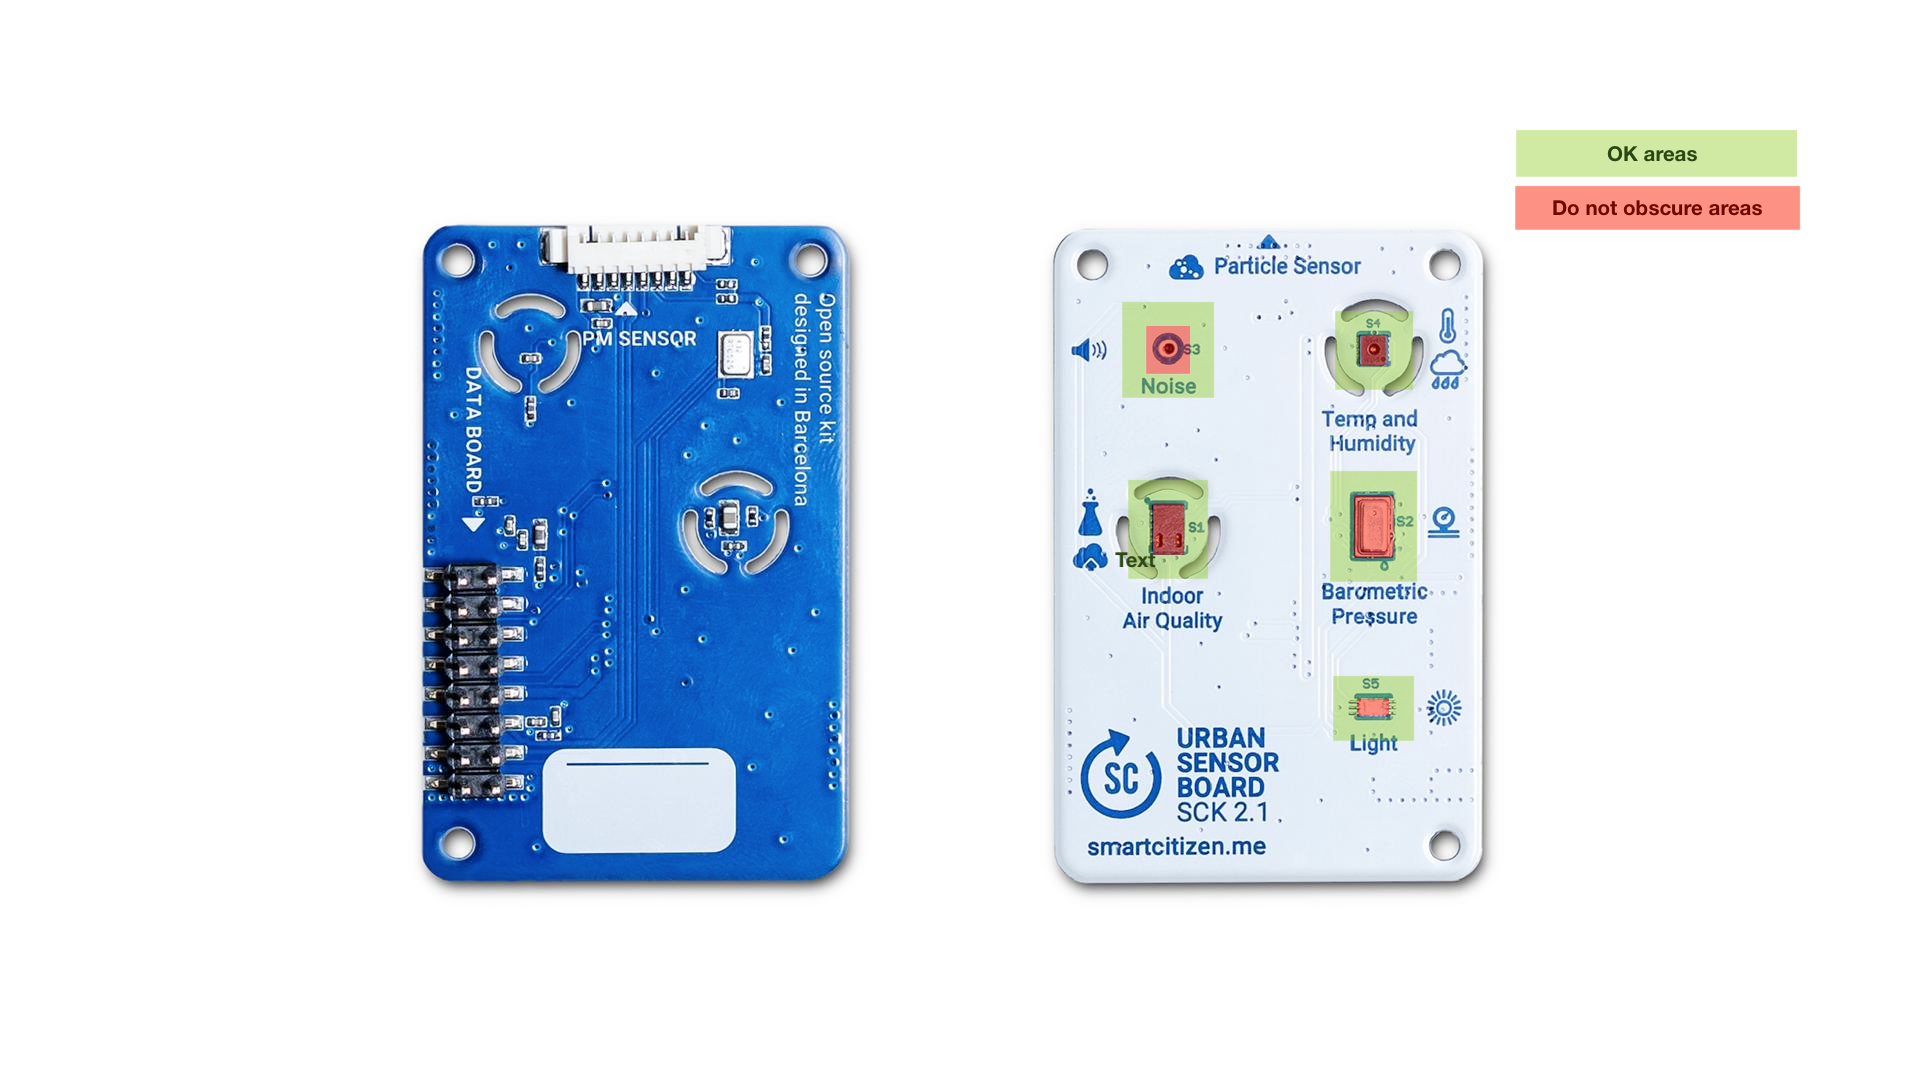 OK areas
Do not obscure areas
PM SENSOR
DATA BOARD
Open source kit
designed in Barcelona
Particle Sensor
S3
Noise
S4
Temp and
Humidity
S1
Text
Indoor
Air Quality
S2
Barometric
Pressure
S5
Light
SC
URBAN
SENSOR
BOARD
SCK 2.1
smartcitizen.me